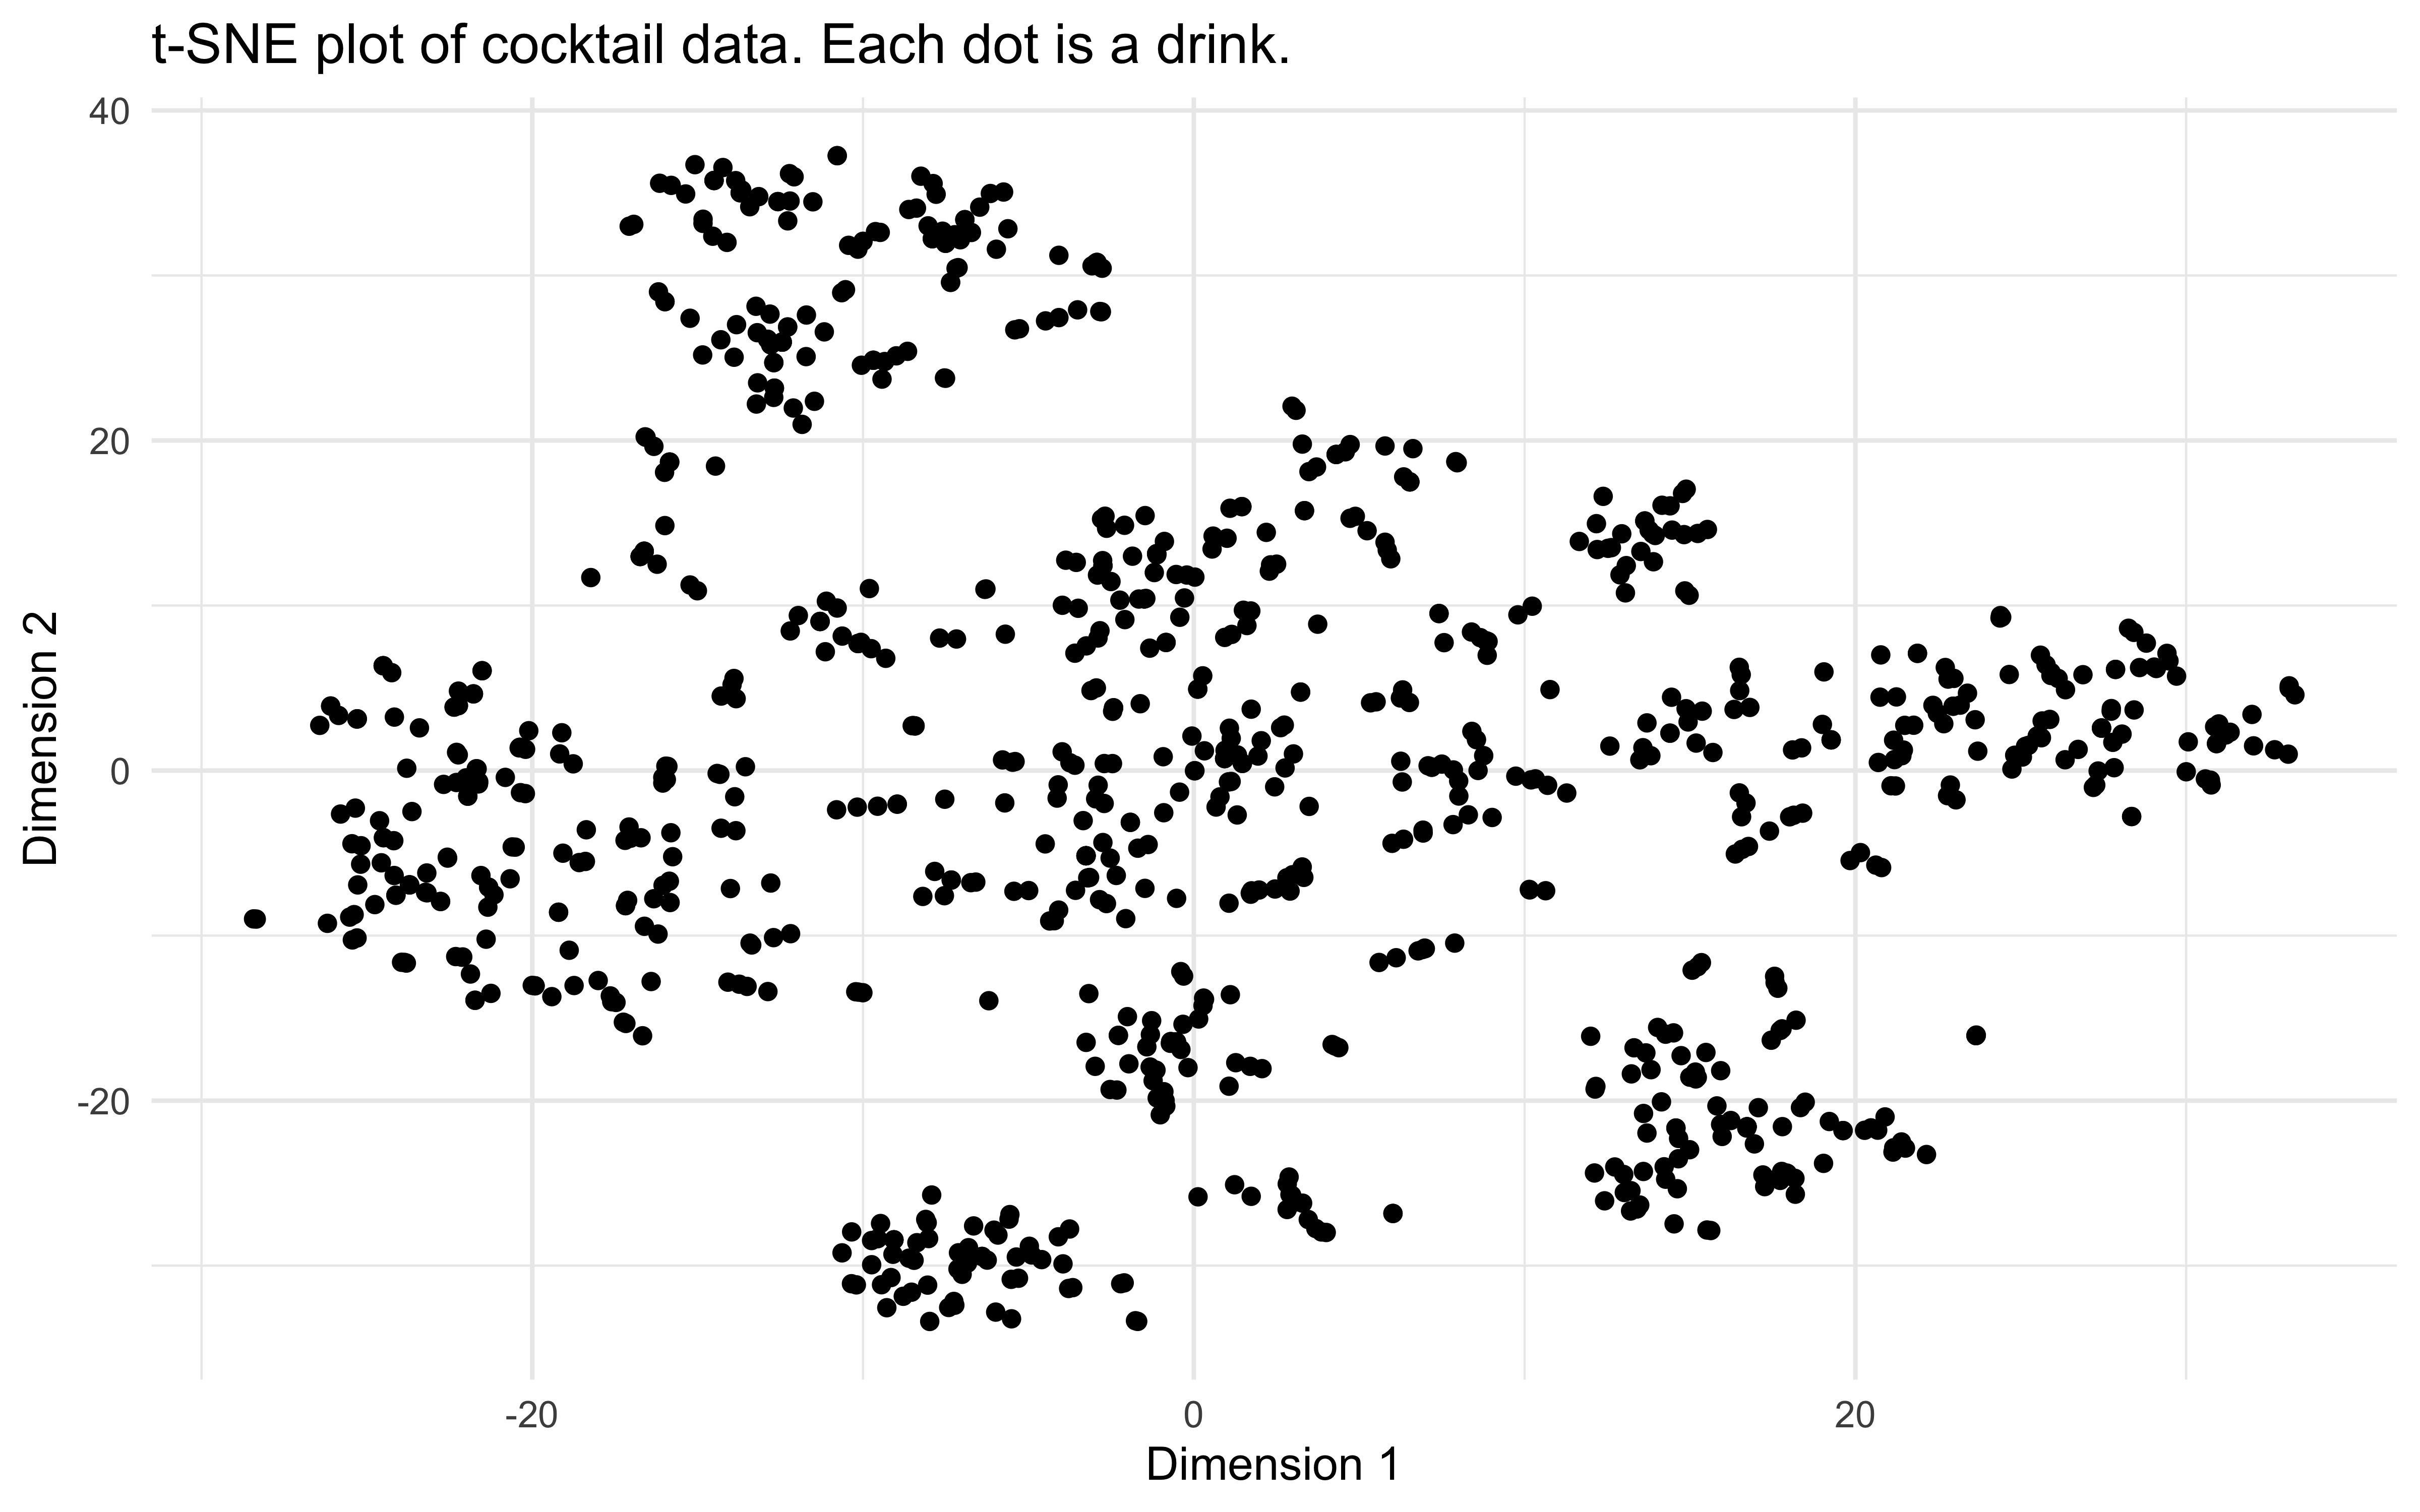 t-SNE plot of cocktail data. Each dot is a drink.
40
20
0
-20
Dimension 2
-20
0
20
Dimension 1